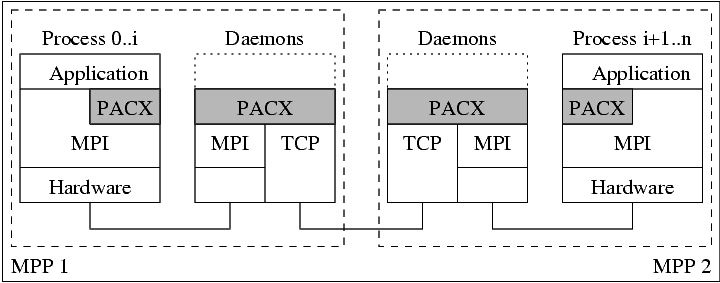 Process 0..i
Daemons
Daemons
Process i+1..n
Application
Application
PACX
PACX
PACX
PACX
MPI
MPI
TCP
TCP
MPI
MPI
Hardware
Hardware
MPP 1
MPP 2